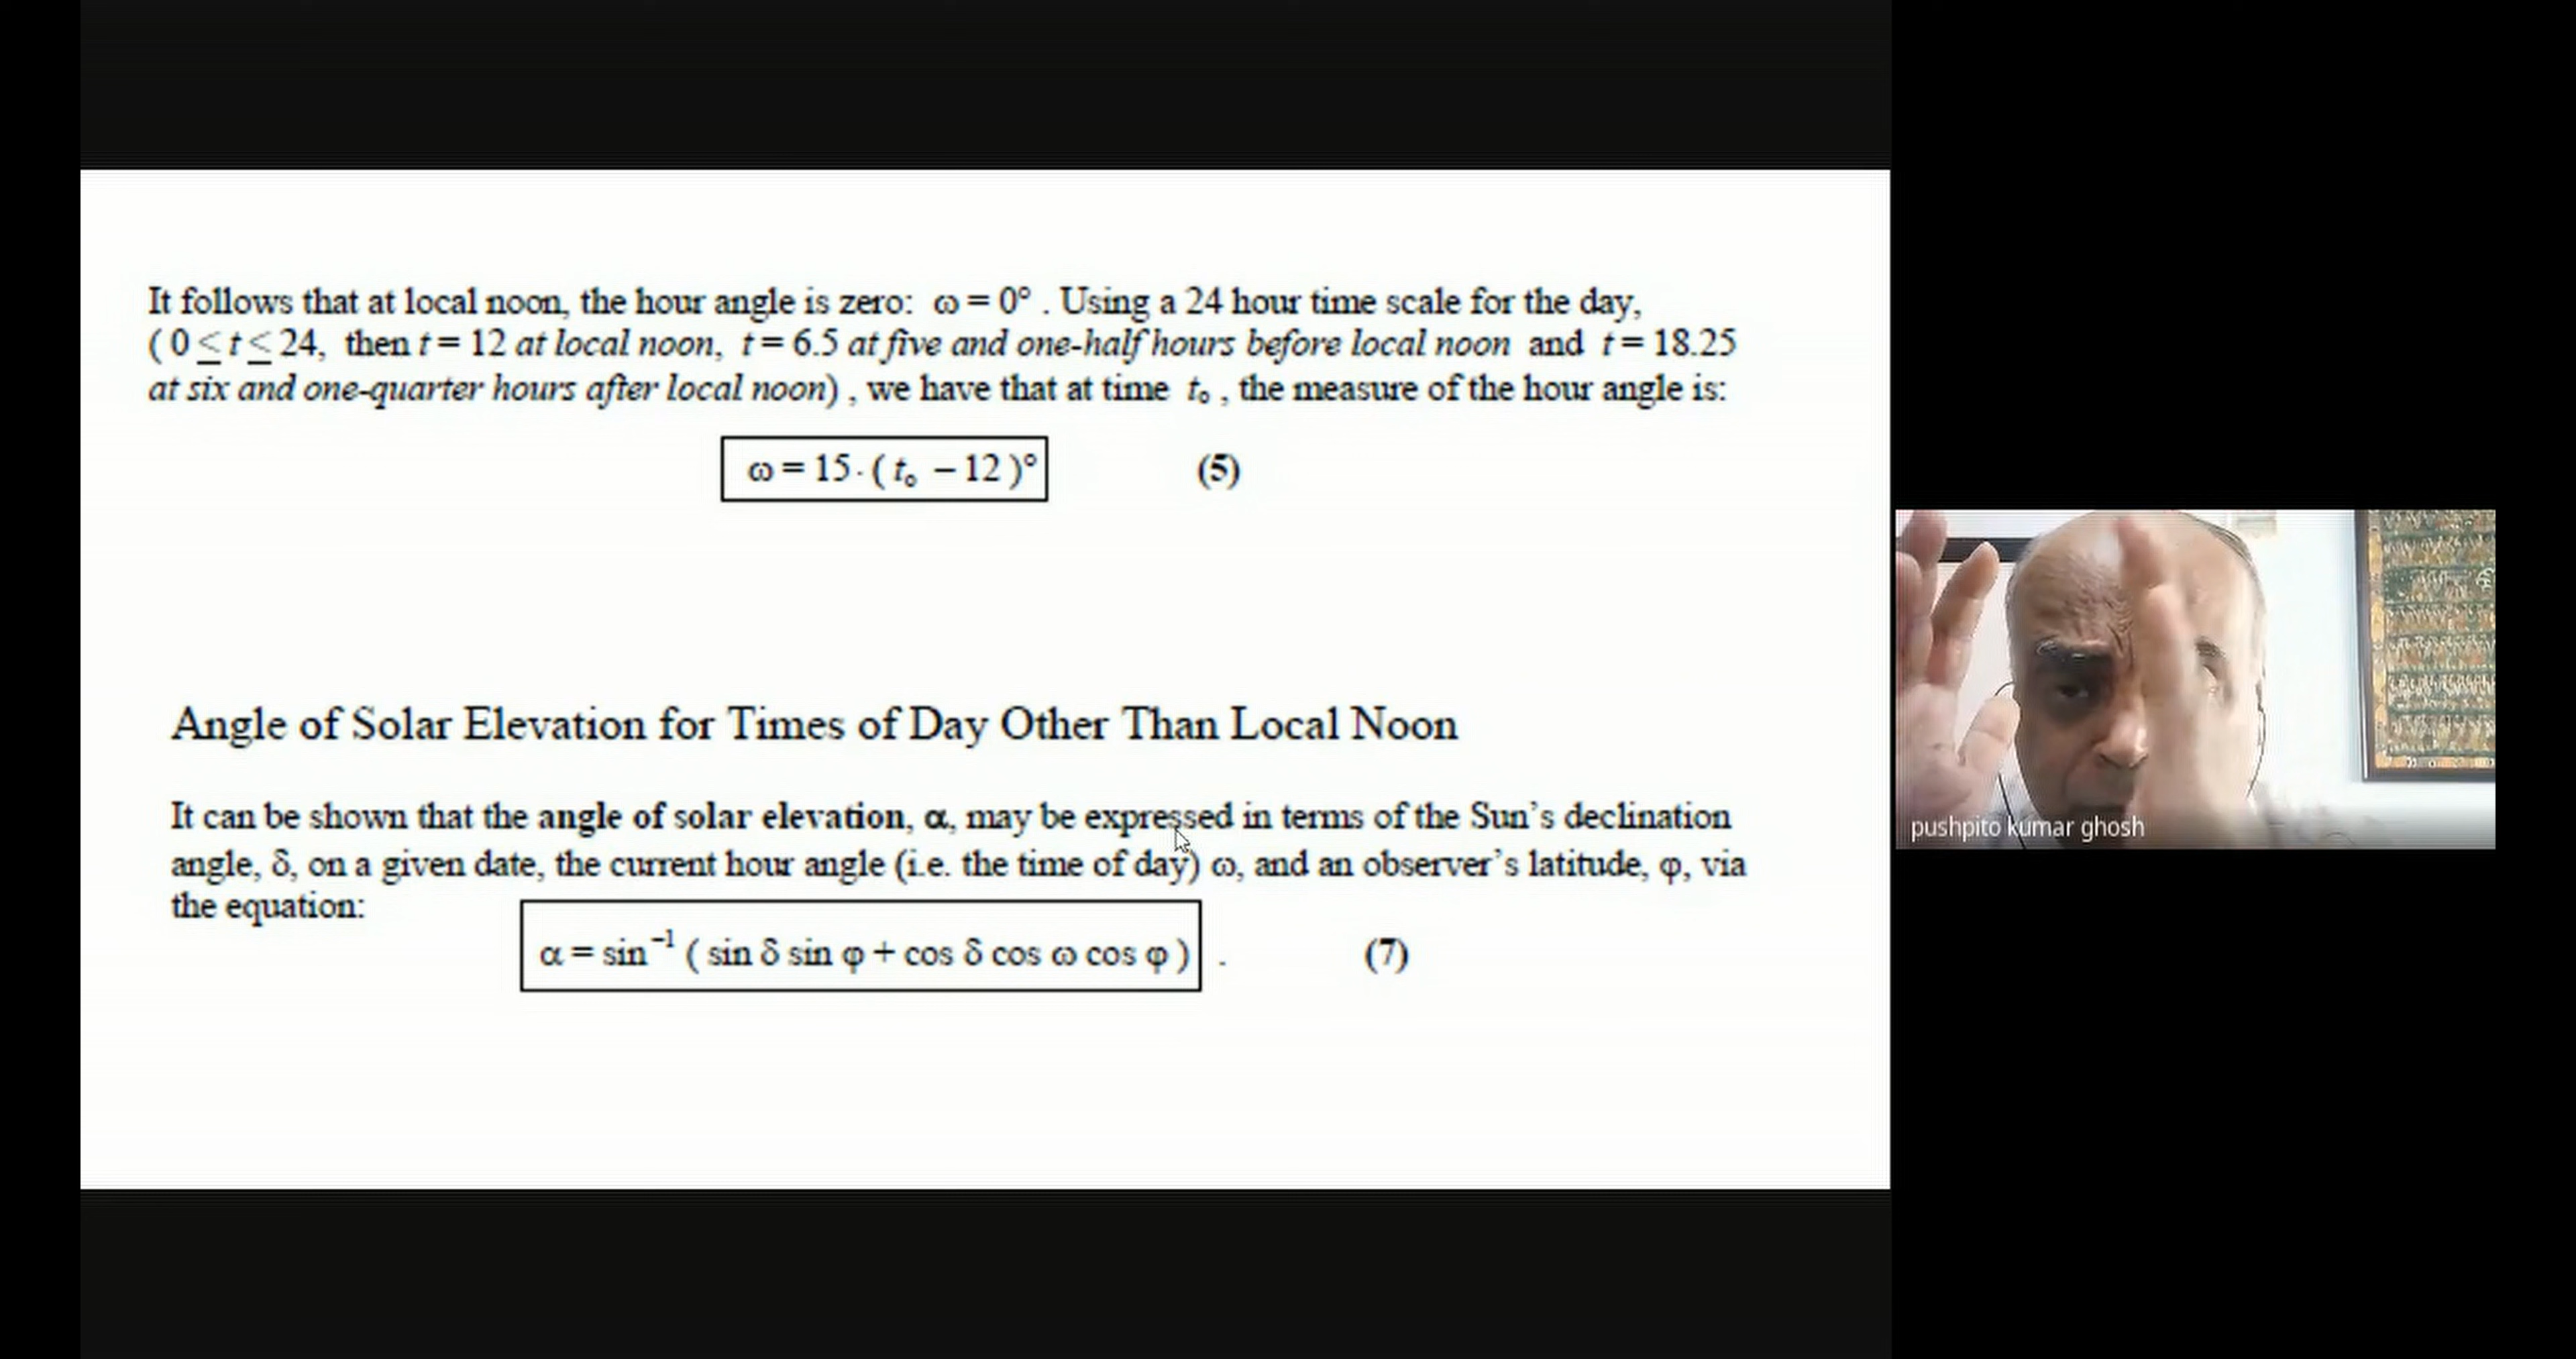 It follows that at local noon, the hour angle is zero: ω = 0° . Using a 24 hour time scale for the day,
( 0 ≤ t ≤ 24, then t = 12 at local noon, t = 6.5 at five and one-half hours before local noon and t = 18.25
at six and one-quarter hours after local noon) , we have that at time t₀ , the measure of the hour angle is:
ω = 15 · ( t₀ − 12 )° (5)
Angle of Solar Elevation for Times of Day Other Than Local Noon
It can be shown that the angle of solar elevation, α, may be expressed in terms of the Sun’s declination
angle, δ, on a given date, the current hour angle (i.e. the time of day) ω, and an observer’s latitude, φ, via
the equation:
α = sin⁻¹ ( sin δ sin φ + cos δ cos ω cos φ ) . (7)
pushpito kumar ghosh